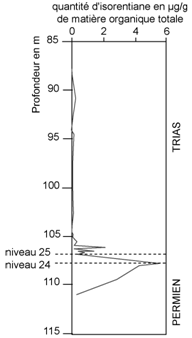 quantité d'isorentiane en µg/g
de matière organique totale
Profondeur en m
0 2 4 6
85
90
95
100
105
niveau 25
niveau 24
110
115
TRIAS
PERMIEN